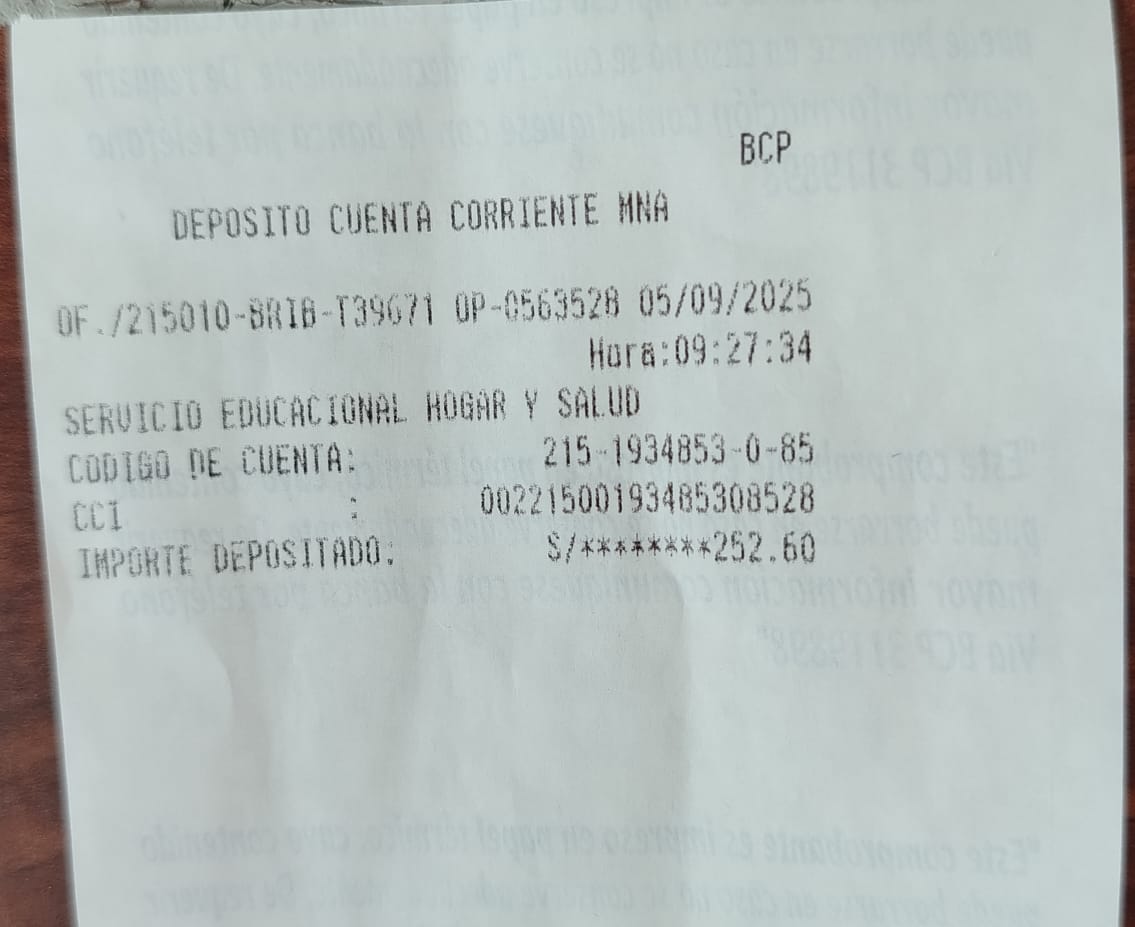 BCP
DEPOSITO CUENTA CORRIENTE MNA
OF./215010-BRIB-T39671 OP-0563528 05/09/2025
Hora:09:27:34
SERVICIO EDUCACIONAL HOGAR Y SALUD
CODIGO DE CUENTA: 215-1934853-0-85
CCI : 00221500193485308528
IMPORTE DEPOSITADO: S/********252.60